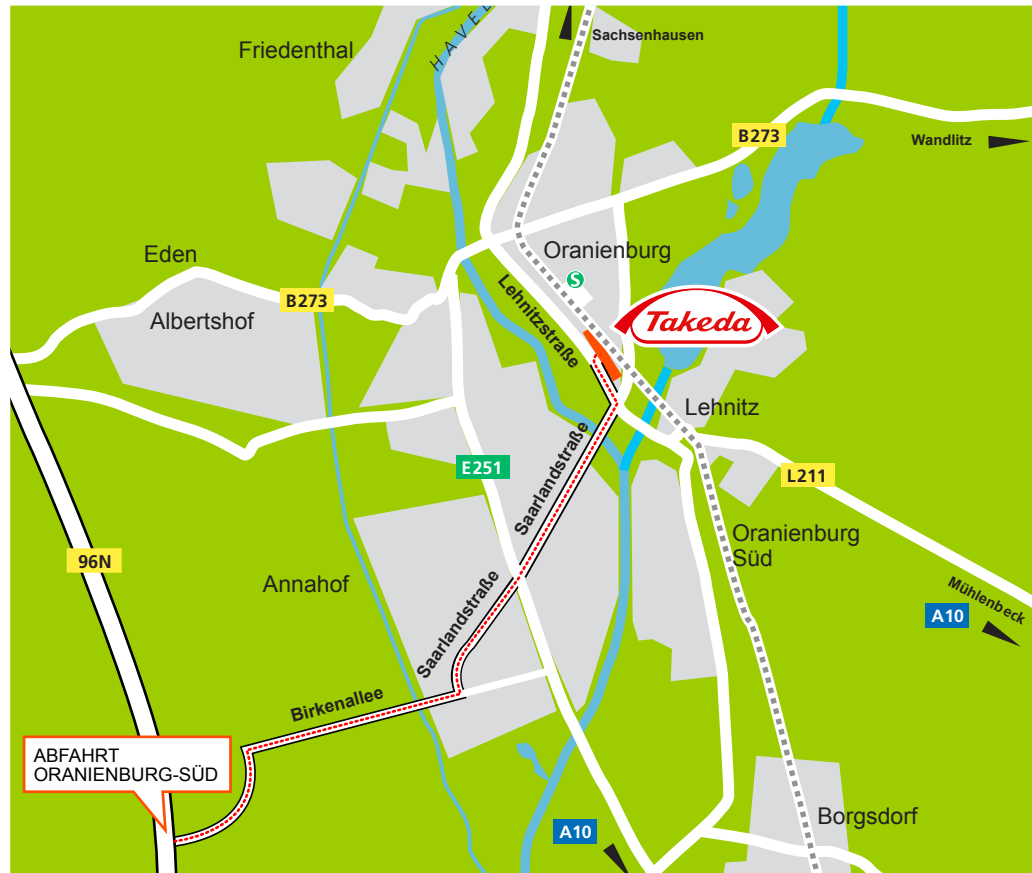 Friedenthal
HAVEL
Sachsenhausen
B273
Wandlitz
Eden
Oranienburg
S
B273
Lehnitzstraße
Takeda
Albertshof
Lehnitz
E251
Saarlandstraße
L211
Oranienburg
Süd
96N
Annahof
Saarlandstraße
Mühlenbeck
A10
Birkenallee
ABFAHRT
ORANIENBURG-SÜD
Borgsdorf
A10